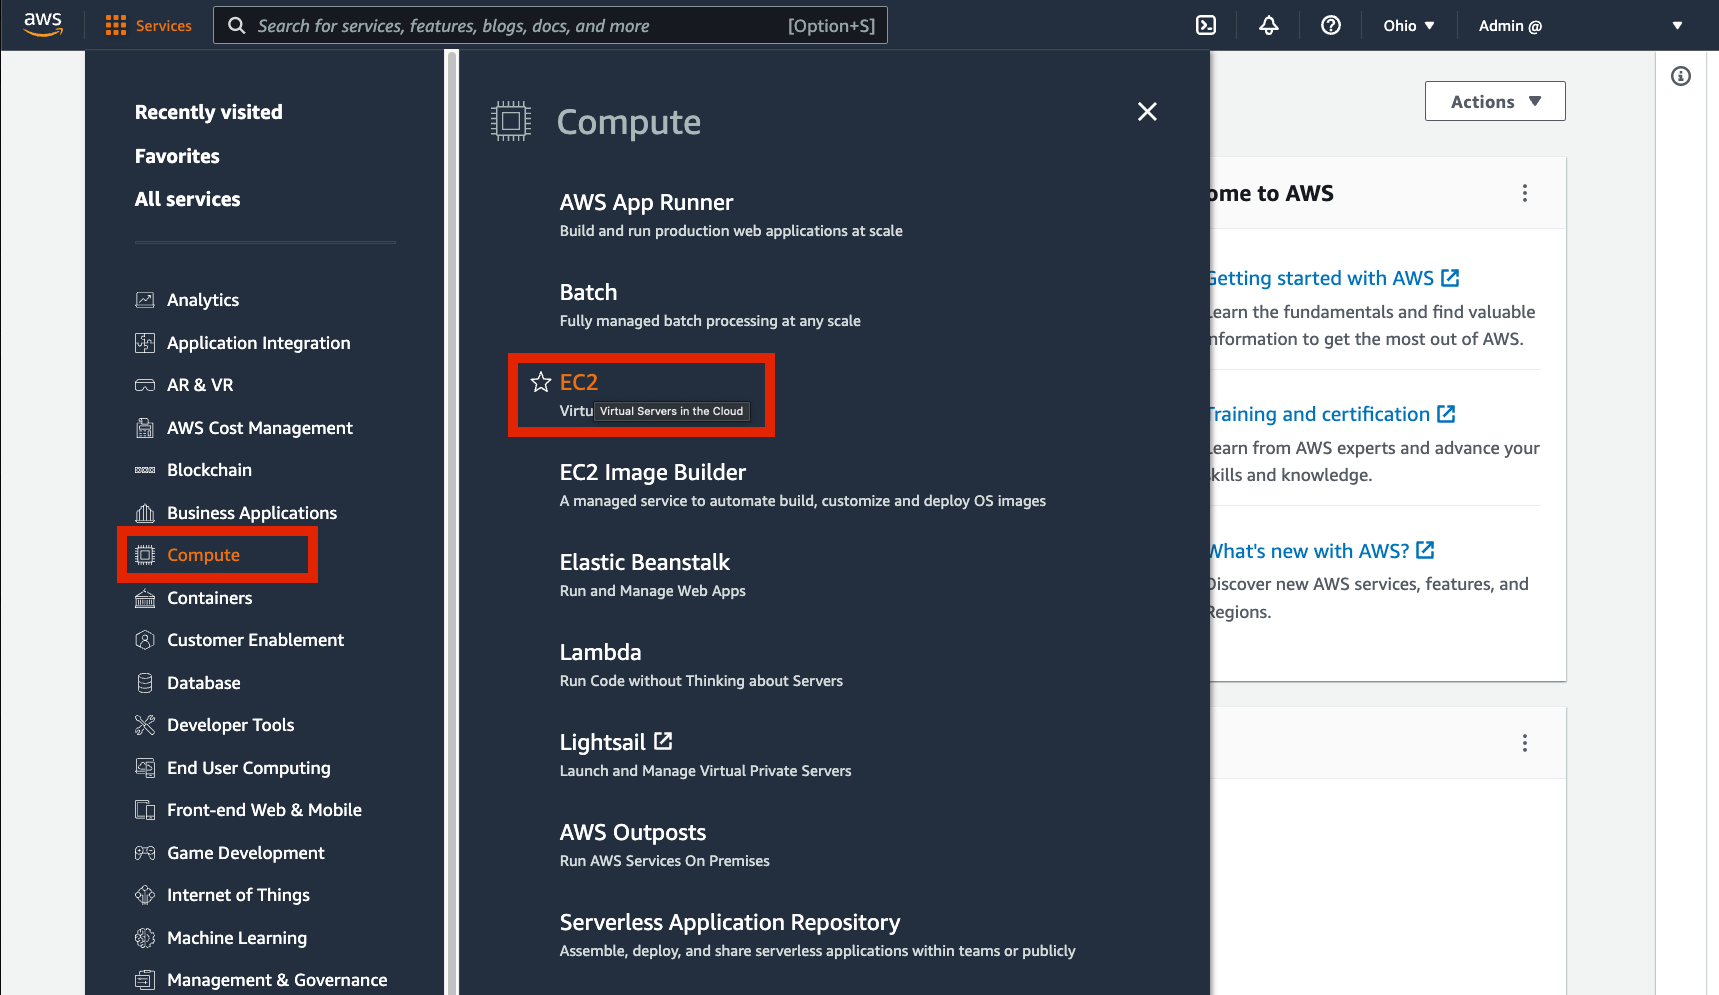 aws
Services
Search for services, features, blogs, docs, and more
[Option+S]
Ohio
Admin @
Recently visited
Favorites
All services
Analytics
Application Integration
AR & VR
AWS Cost Management
Blockchain
Business Applications
Compute
Containers
Customer Enablement
Database
Developer Tools
End User Computing
Front-end Web & Mobile
Game Development
Internet of Things
Machine Learning
Management & Governance
Compute
AWS App Runner
Build and run production web applications at scale
Batch
Fully managed batch processing at any scale
EC2
Virtu
Virtual Servers in the Cloud
EC2 Image Builder
A managed service to automate build, customize and deploy OS images
Elastic Beanstalk
Run and Manage Web Apps
Lambda
Run Code without Thinking about Servers
Lightsail
Launch and Manage Virtual Private Servers
AWS Outposts
Run AWS Services On Premises
Serverless Application Repository
Assemble, deploy, and share serverless applications within teams or publicly
Actions
ome to AWS
Getting started with AWS
Learn the fundamentals and find valuable
nformation to get the most out of AWS.
Training and certification
Learn from AWS experts and advance your
skills and knowledge.
What's new with AWS?
Discover new AWS services, features, and
Regions.